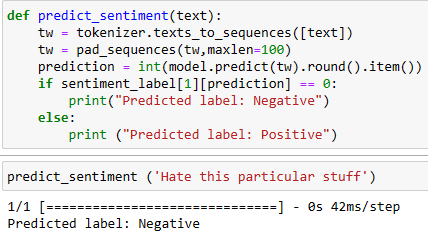 def predict_sentiment(text):
    tw = tokenizer.texts_to_sequences([text])
    tw = pad_sequences(tw,maxlen=100)
    prediction = int(model.predict(tw).round().item())
    if sentiment_label[1][prediction] == 0:
        print("Predicted label: Negative")
    else:
        print ("Predicted label: Positive")
predict_sentiment ('Hate this particular stuff')
1/1 [==============================] - 0s 42ms/step
Predicted label: Negative